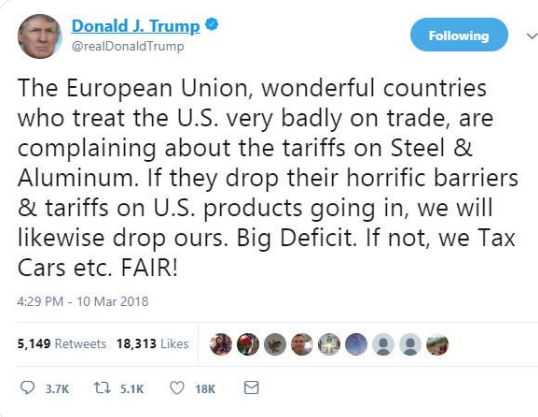 Donald J. Trump
Following
@realDonaldTrump
The European Union, wonderful countries
who treat the U.S. very badly on trade, are
complaining about the tariffs on Steel &
Aluminum. If they drop their horrific barriers
& tariffs on U.S. products going in, we will
likewise drop ours. Big Deficit. If not, we Tax
Cars etc. FAIR!
4:29 PM - 10 Mar 2018
5,149 Retweets 18,313 Likes
3.7K 5.1K 18K